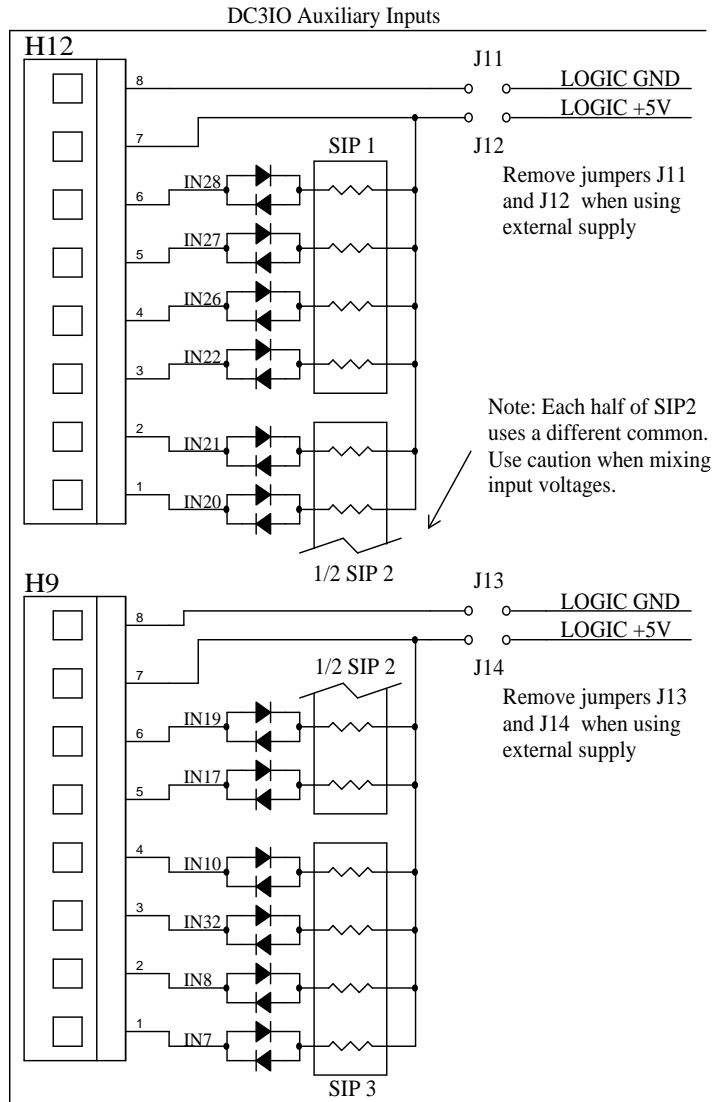 DC3IO Auxiliary Inputs
H12
J11
8
LOGIC GND
LOGIC +5V
7
SIP 1
J12
Remove jumpers J11
and J12 when using
external supply
6
IN28
5
IN27
4
IN26
3
IN22
2
IN21
1
IN20
Note: Each half of SIP2
uses a different common.
Use caution when mixing
input voltages.
1/2 SIP 2
H9
J13
8
LOGIC GND
LOGIC +5V
7
1/2 SIP 2
J14
Remove jumpers J13
and J14 when using
external supply
6
IN19
5
IN17
4
IN10
3
IN32
2
IN8
1
IN7
SIP 3